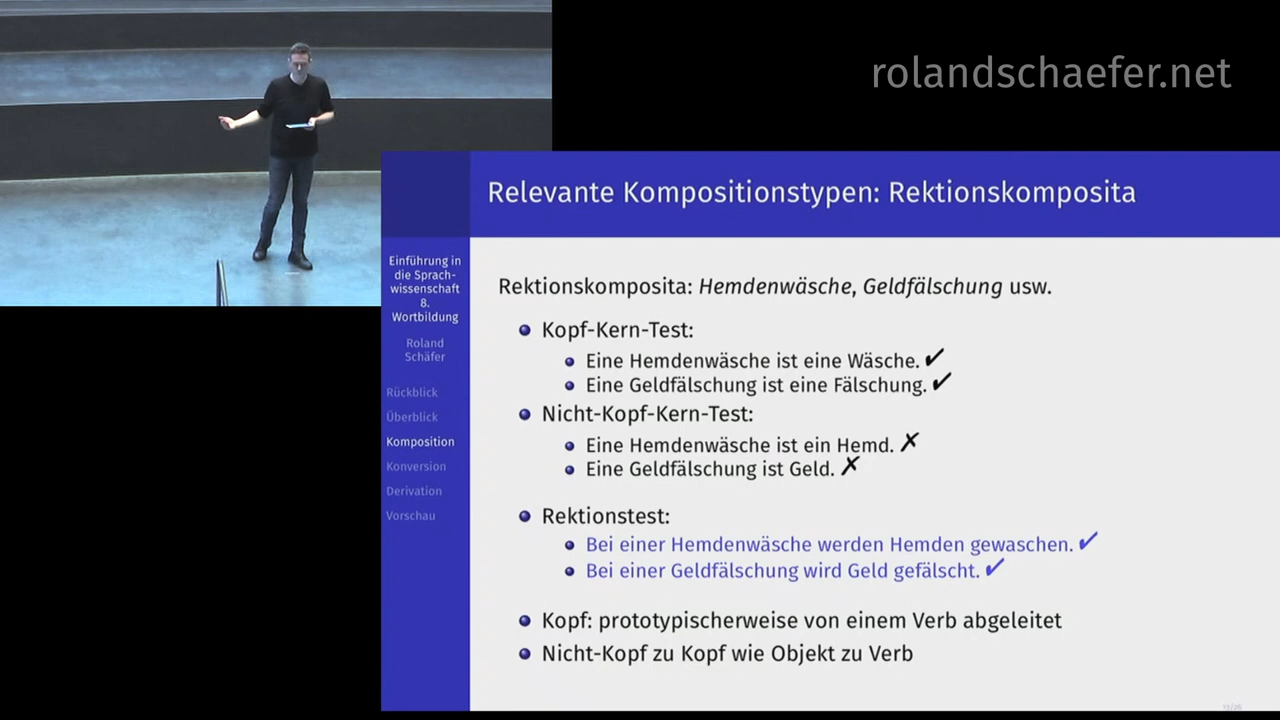 rolandschaefer.net
Relevante Kompositionstypen: Rektionskomposita
Einführung in
die Sprach-
wissenschaft
8.
Wortbildung
Roland
Schäfer
Rückblick
Überblick
Komposition
Konversion
Derivation
Vorschau
Rektionskomposita: Hemdenwäsche, Geldfälschung usw.
Kopf-Kern-Test:
Eine Hemdenwäsche ist eine Wäsche. ✔
Eine Geldfälschung ist eine Fälschung. ✔
Nicht-Kopf-Kern-Test:
Eine Hemdenwäsche ist ein Hemd. ✗
Eine Geldfälschung ist Geld. ✗
Rektionstest:
Bei einer Hemdenwäsche werden Hemden gewaschen. ✔
Bei einer Geldfälschung wird Geld gefälscht. ✔
Kopf: prototypischerweise von einem Verb abgeleitet
Nicht-Kopf zu Kopf wie Objekt zu Verb